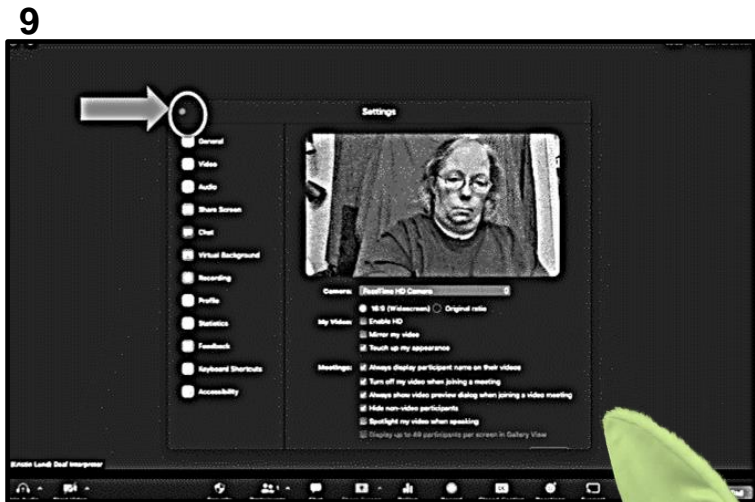 9
Settings
General
Video
Audio
Share Screen
Chat
Virtual Background
Recording
Profile
Statistics
Feedback
Keyboard Shortcuts
Accessibility
Camera: FaceTime HD Camera
16:9 (Widescreen) Original ratio
My Video: Enable HD
Mirror my video
Touch up my appearance
Meetings: Always display participant name on their videos
Turn off my video when joining a meeting
Always show video preview dialog when joining a video meeting
Hide non-video participants
Spotlight my video when speaking
Display up to 49 participants per screen in Gallery View